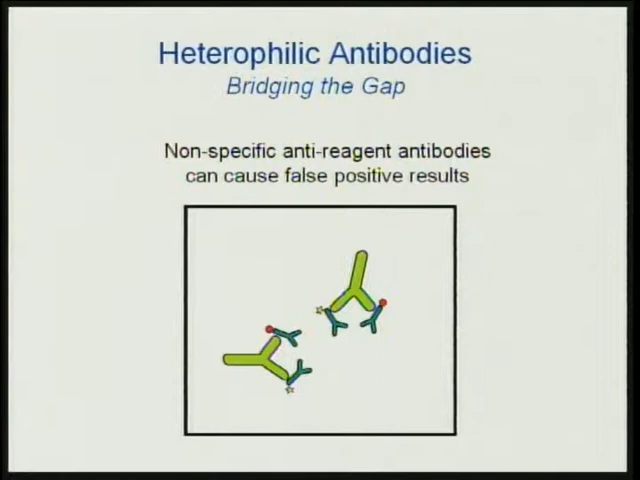 Heterophilic Antibodies
Bridging the Gap
Non-specific anti-reagent antibodies
can cause false positive results